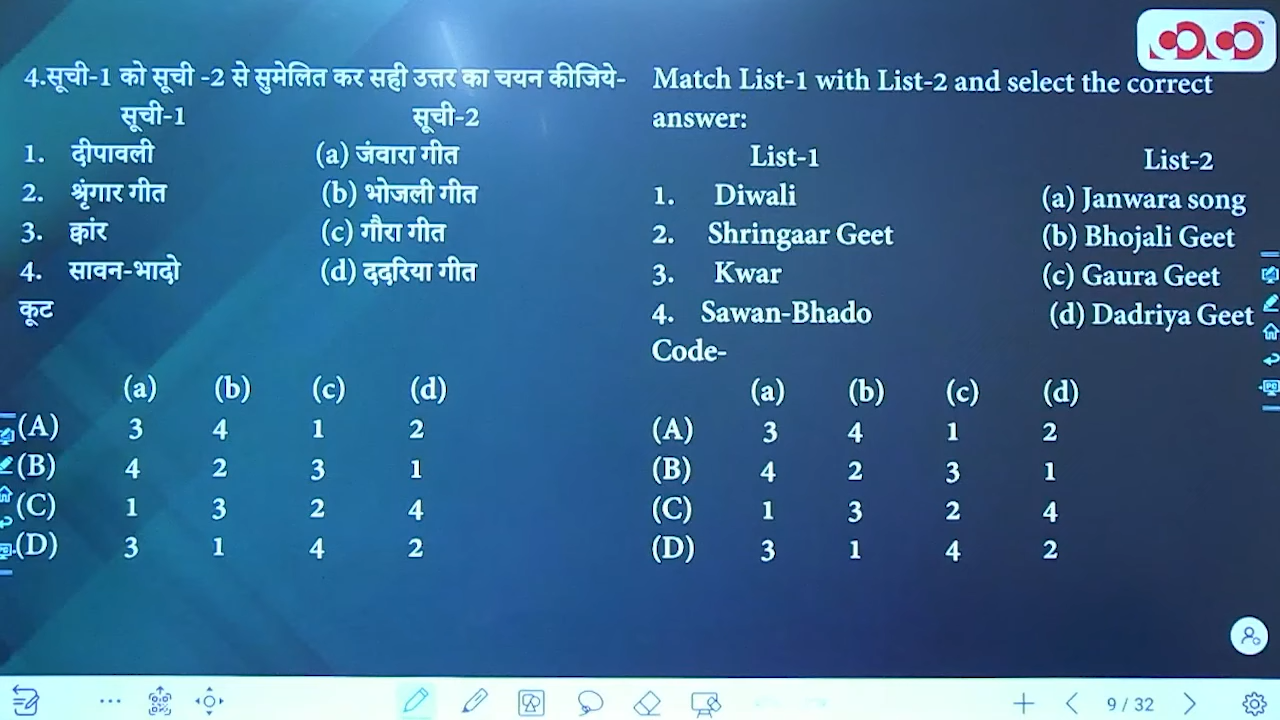 4.सूची-1 को सूची -2 से सुमेलित कर सही उत्तर का चयन कीजिये-
सूची-1 सूची-2
1. दीपावली (a) जंवारा गीत
2. श्रृंगार गीत (b) भोजली गीत
3. क्वांर (c) गौरा गीत
4. सावन-भादो (d) ददरिया गीत
कूट
(a) (b) (c) (d)
(A) 3 4 1 2
(B) 4 2 3 1
(C) 1 3 2 4
(D) 3 1 4 2
Match List-1 with List-2 and select the correct
answer:
List-1 List-2
1. Diwali (a) Janwara song
2. Shringaar Geet (b) Bhojali Geet
3. Kwar (c) Gaura Geet
4. Sawan-Bhado (d) Dadriya Geet
Code-
(a) (b) (c) (d)
(A) 3 4 1 2
(B) 4 2 3 1
(C) 1 3 2 4
(D) 3 1 4 2
9 / 32